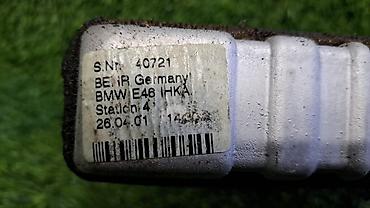 S.Nr. 40721
BEHR Germany
BMW E46 IHKA
Station 4
26.04.01